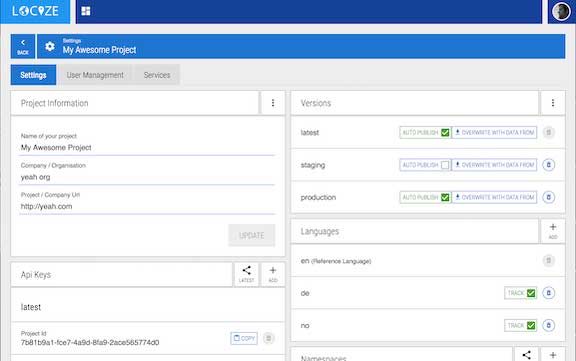 LOCIZE
BACK
Settings
My Awesome Project
Settings
User Management
Services
Project Information
Name of your project
My Awesome Project
Company / Organisation
yeah org
Project / Company Url
http://yeah.com
UPDATE
Api Keys
LATEST
ADD
latest
Project Id
7b81b9a1-fce7-4a9d-8fa9-2ace565774d0
COPY
Versions
latest
AUTO PUBLISH
OVERWRITE WITH DATA FROM
staging
AUTO PUBLISH
OVERWRITE WITH DATA FROM
production
AUTO PUBLISH
OVERWRITE WITH DATA FROM
Languages
ADD
en (Reference Language)
de
TRACK
no
TRACK
Namespaces